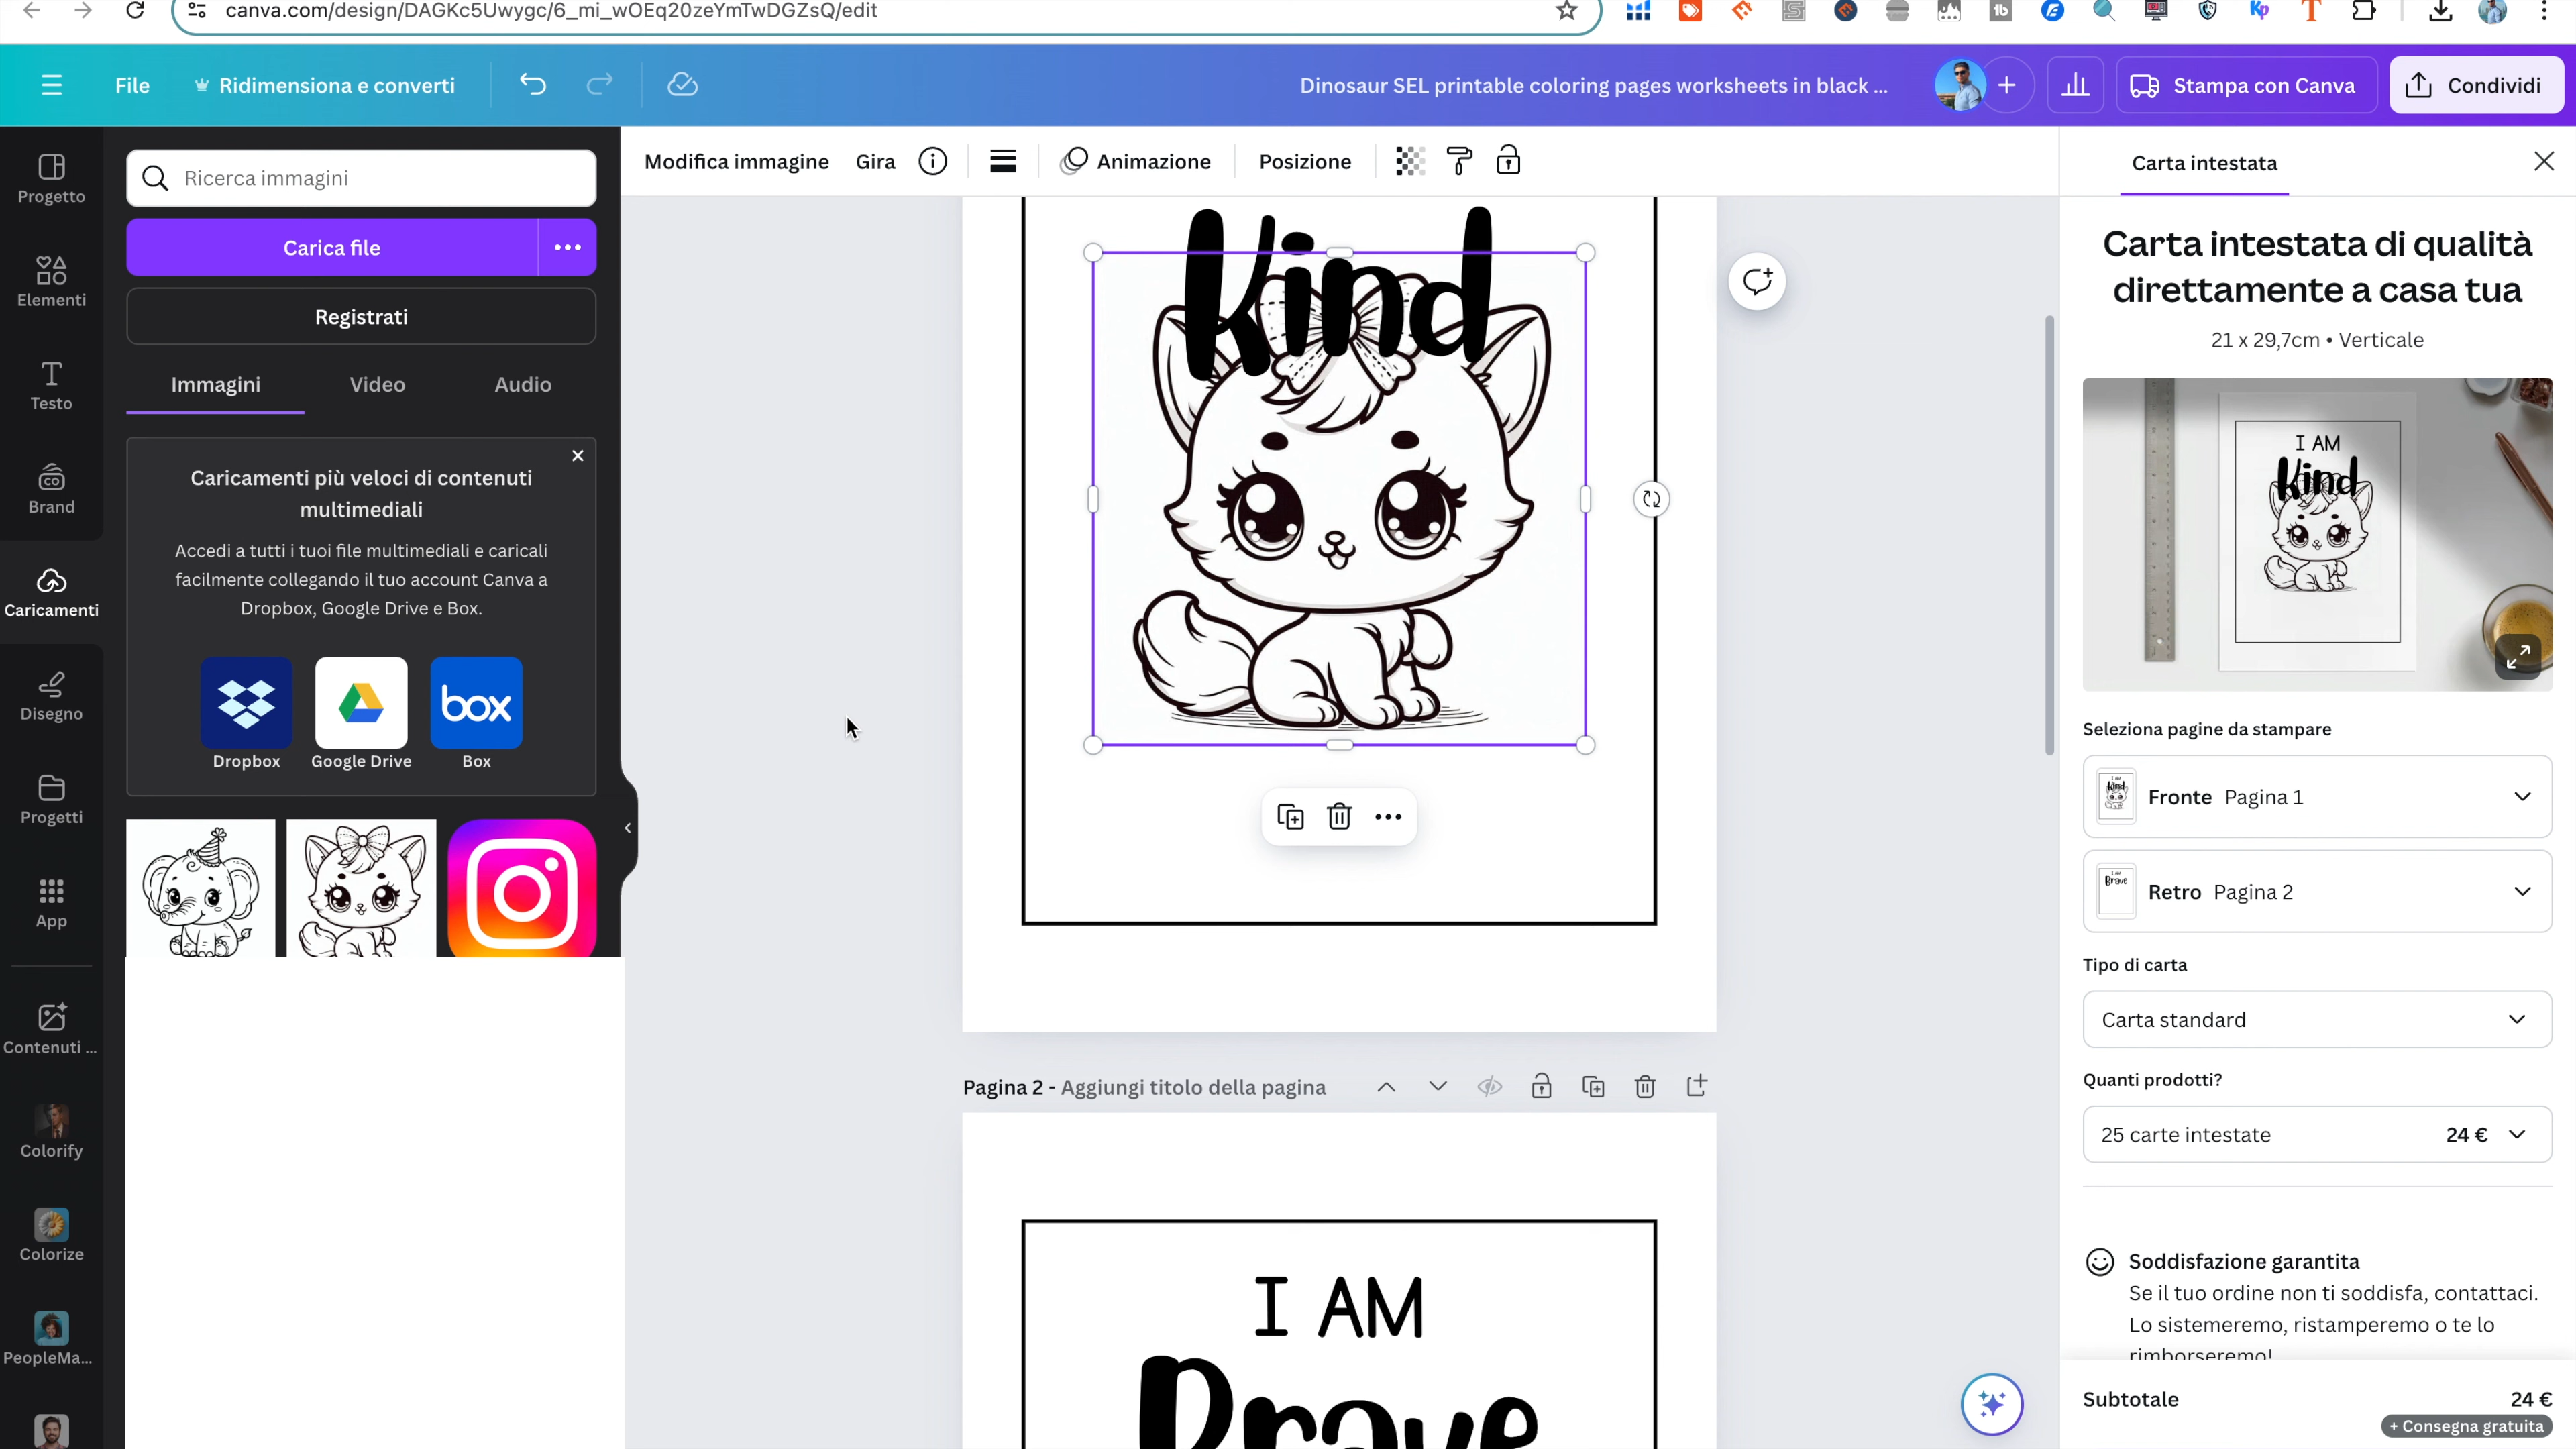 canva.com/design/DAGKc5Uwygc/6_mi_wOEq20zeYmTwDGZsQ/edit
File
Ridimensiona e converti
Dinosaur SEL printable coloring pages worksheets in black ...
Stampa con Canva
Condividi
Progetto
Elementi
Testo
Brand
Caricamenti
Disegno
Progetti
App
Contenuti ...
Colorify
Colorize
PeopleMa...
Ricerca immagini
Carica file
Registrati
Immagini
Video
Audio
Caricamenti più veloci di contenuti
multimediali
Accedi a tutti i tuoi file multimediali e caricali
facilmente collegando il tuo account Canva a
Dropbox, Google Drive e Box.
box
Dropbox
Google Drive
Box
Modifica immagine
Gira
Animazione
Posizione
Kind
Pagina 2 - Aggiungi titolo della pagina
I AM
Brave
Carta intestata
Carta intestata di qualità
direttamente a casa tua
21 x 29,7cm • Verticale
I AM
Kind
Seleziona pagine da stampare
Fronte Pagina 1
Retro Pagina 2
Tipo di carta
Carta standard
Quanti prodotti?
25 carte intestate
24 €
Soddisfazione garantita
Se il tuo ordine non ti soddisfa, contattaci.
Lo sistemeremo, ristamperemo o te lo
rimborseremo!
Subtotale
24 €
+ Consegna gratuita